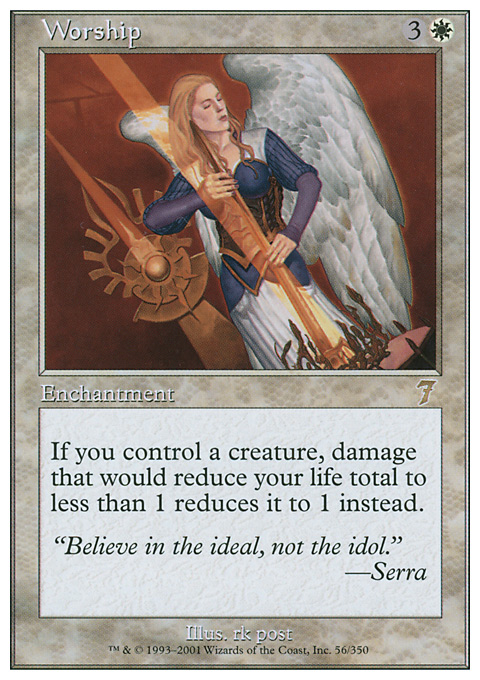 Worship 3
Enchantment 7
If you control a creature, damage
that would reduce your life total to
less than 1 reduces it to 1 instead.
“Believe in the ideal, not the idol.”
—Serra
Illus. rk post
™ & © 1993–2001 Wizards of the Coast, Inc. 56/350